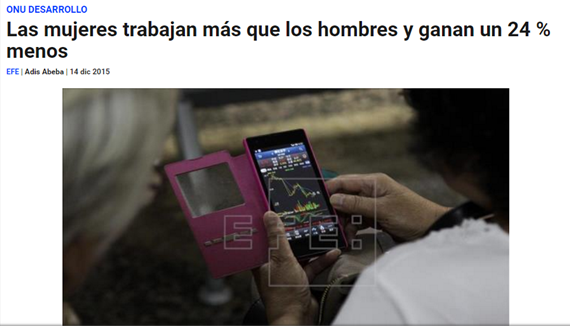 ONU DESARROLLO
Las mujeres trabajan más que los hombres y ganan un 24 %
menos
EFE | Adis Abeba | 14 dic 2015
EFE: